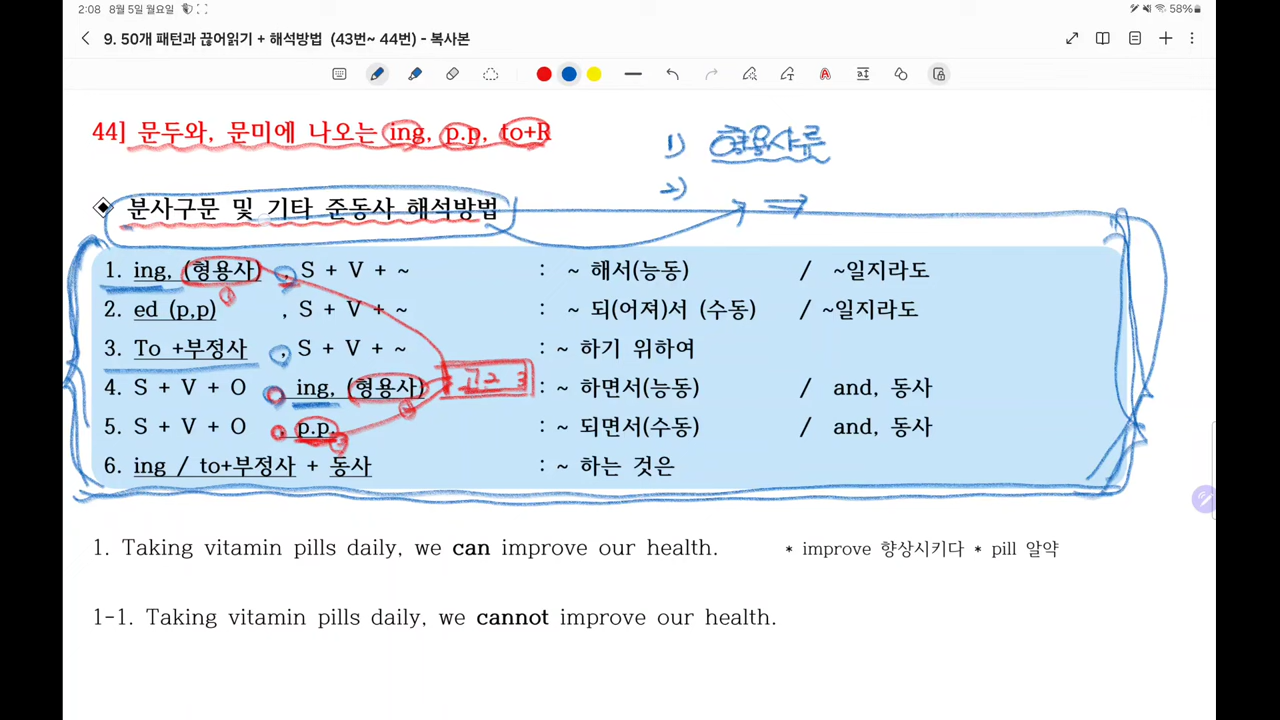 2:08 8월 5일 월요일 58%
9. 50개 패턴과 끊어읽기 + 해석방법 (43번~ 44번) - 복사본
44] 문두와, 문미에 나오는 ing, p.p, to+R
1) 형용사류
2)
◈ 분사구문 및 기타 준동사 해석방법
1. ing, (형용사) , S + V + ~ : ~ 해서(능동) / ~일지라도
①
2. ed (p,p) , S + V + ~ : ~ 되(어져)서 (수동) / ~일지라도
3. To +부정사 , S + V + ~ : ~ 하기 위하여
4. S + V + O , ing, (형용사) 1 2 3 : ~ 하면서(능동) / and, 동사
②
5. S + V + O , p.p. : ~ 되면서(수동) / and, 동사
③
6. ing / to+부정사 + 동사 : ~ 하는 것은
1. Taking vitamin pills daily, we can improve our health. * improve 향상시키다 * pill 알약
1-1. Taking vitamin pills daily, we cannot improve our health.